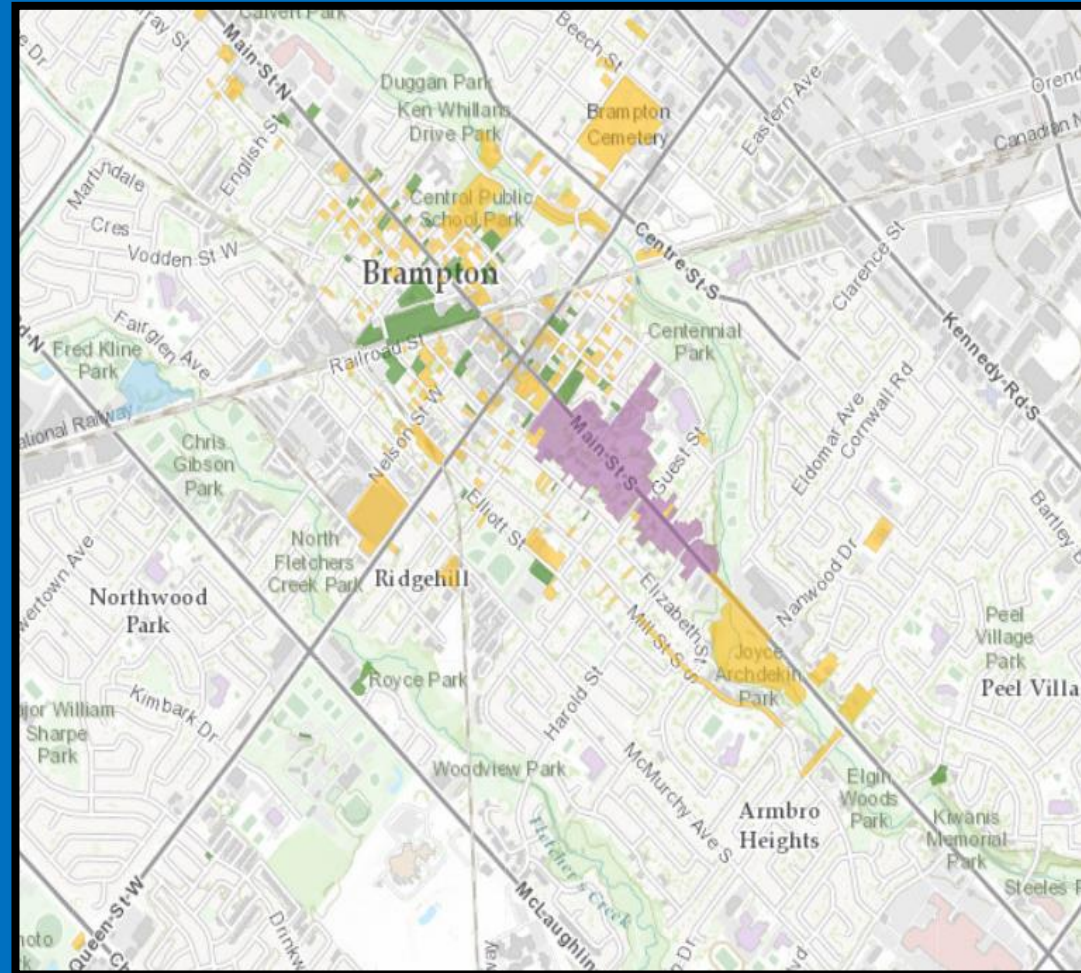 Calvert Park
Main-St-N
Beech St
Duggan Park
Ken Whillans
Drive Park
Brampton
Cemetery
Eastern Ave
Canadian N
English St
Central Public
School Park
Cres
Vodden St W
Brampton
Centre St-S
Clarence St
Fairglen Ave
Fred Kline
Park
Railroad St
Centennial
Park
Kennedy-Rd-S
ational Railway
Nelson St W
Chris
Gibson
Park
Main-St-S
Guest St
Eldomar Ave
Cornwall Rd
Elliott St
North
Fletchers
Creek Park
Ridgehill
Northwood
Park
Elizabeth St
Mill-St-S
Nanwood Dr
Joyce
Archdekin
Park
Peel
Village
Park
Peel Villa
Royce Park
Harold St
Kimbark Dr
ajor William
Sharpe
Park
Woodview Park
McMurchy Ave S
Armbro
Heights
Elgin
Woods
Park
Kiwanis
Memorial
Park
Fletcher's Creek
Steeles
Queen-St-W
McLaughlin